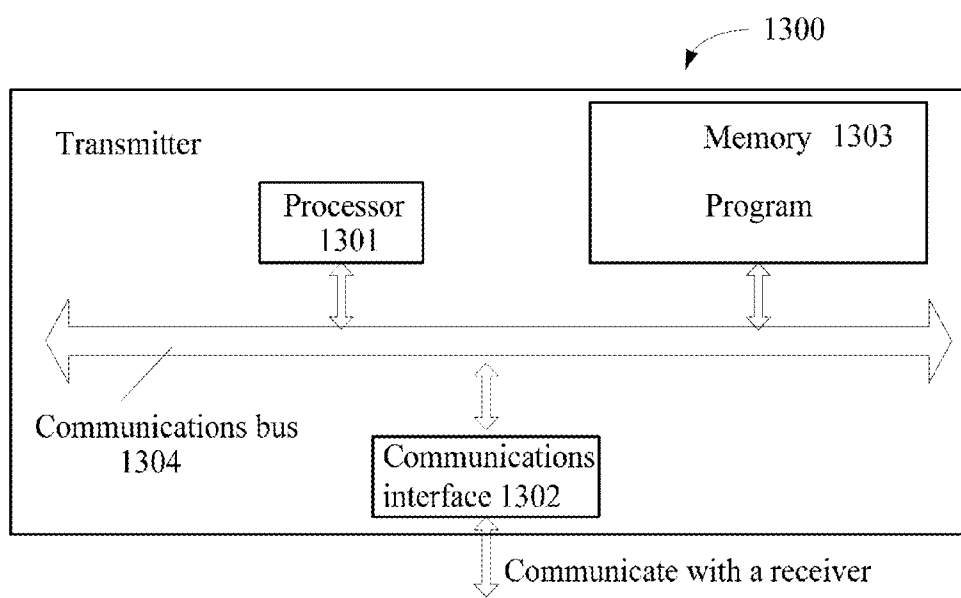 1300
Transmitter
Memory 1303
Program
Processor
1301
Communications bus
1304
Communications
interface 1302
Communicate with a receiver